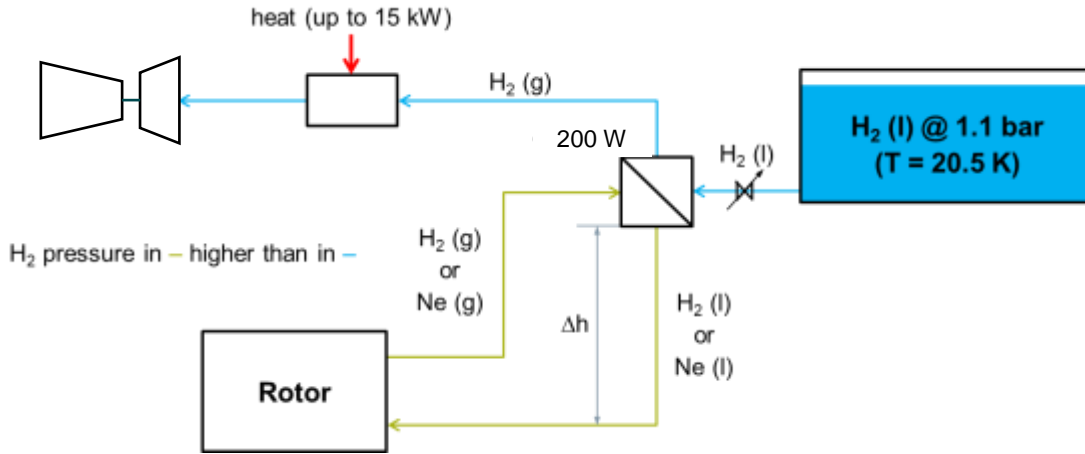 heat (up to 15 kW)
H₂ (g)
200 W
H₂ (l)
H₂ (l) @ 1.1 bar
(T = 20.5 K)
H₂ pressure in – higher than in –
H₂ (g)
or
Ne (g)
Δh
H₂ (l)
or
Ne (l)
Rotor